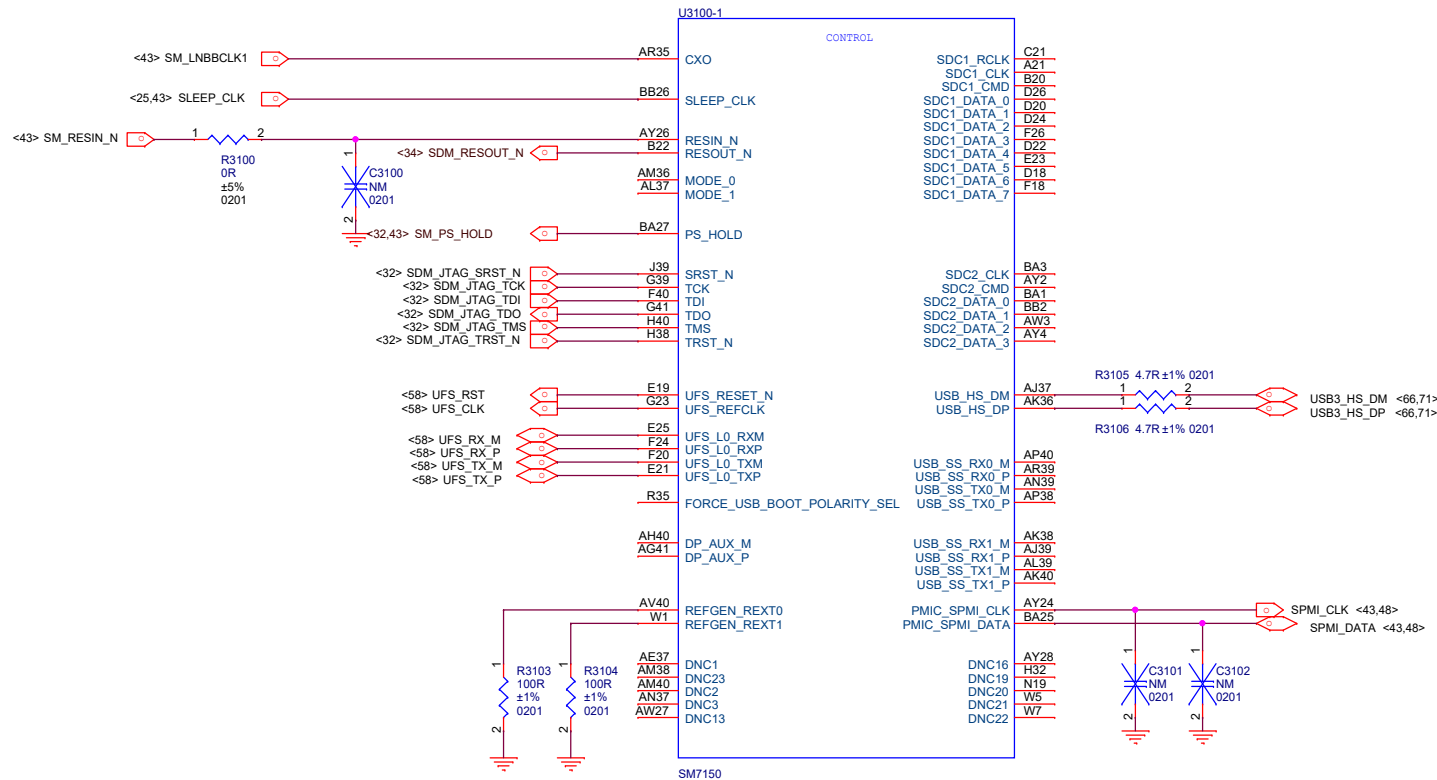 U3100-1
CONTROL
<43> SM_LNBBCLK1
AR35
CXO
<25,43> SLEEP_CLK
BB26
SLEEP_CLK
<43> SM_RESIN_N
1
2
R3100
0R
±5%
0201
1
C3100
NM
0201
2
AY26
RESIN_N
<34> SDM_RESOUT_N
B22
RESOUT_N
AM36
MODE_0
AL37
MODE_1
<32,43> SM_PS_HOLD
BA27
PS_HOLD
<32> SDM_JTAG_SRST_N
J39
SRST_N
<32> SDM_JTAG_TCK
G39
TCK
<32> SDM_JTAG_TDI
F40
TDI
<32> SDM_JTAG_TDO
G41
TDO
<32> SDM_JTAG_TMS
H40
TMS
<32> SDM_JTAG_TRST_N
H38
TRST_N
<58> UFS_RST
E19
UFS_RESET_N
<58> UFS_CLK
G23
UFS_REFCLK
<58> UFS_RX_M
E25
UFS_L0_RXM
<58> UFS_RX_P
F24
UFS_L0_RXP
<58> UFS_TX_M
F20
UFS_L0_TXM
<58> UFS_TX_P
E21
UFS_L0_TXP
R35
FORCE_USB_BOOT_POLARITY_SEL
AH40
DP_AUX_M
AG41
DP_AUX_P
AV40
REFGEN_REXT0
W1
REFGEN_REXT1
1
R3103
100R
±1%
0201
2
1
R3104
100R
±1%
0201
2
AE37
DNC1
AM38
DNC23
AM40
DNC2
AN37
DNC3
AW27
DNC13
SDC1_RCLK
C21
SDC1_CLK
A21
SDC1_CMD
B20
SDC1_DATA_0
D26
SDC1_DATA_1
D20
SDC1_DATA_2
D24
SDC1_DATA_3
F26
SDC1_DATA_4
D22
SDC1_DATA_5
E23
SDC1_DATA_6
D18
SDC1_DATA_7
F18
SDC2_CLK
BA3
SDC2_CMD
AY2
SDC2_DATA_0
BA1
SDC2_DATA_1
BB2
SDC2_DATA_2
AW3
SDC2_DATA_3
AY4
R3105 4.7R ±1% 0201
USB_HS_DM
AJ37
1
2
USB3_HS_DM <66,71>
USB_HS_DP
AK36
1
2
USB3_HS_DP <66,71>
R3106 4.7R ±1% 0201
USB_SS_RX0_M
AP40
USB_SS_RX0_P
AR39
USB_SS_TX0_M
AN39
USB_SS_TX0_P
AP38
USB_SS_RX1_M
AK38
USB_SS_RX1_P
AJ39
USB_SS_TX1_M
AL39
USB_SS_TX1_P
AK40
PMIC_SPMI_CLK
AY24
SPMI_CLK <43,48>
PMIC_SPMI_DATA
BA25
SPMI_DATA <43,48>
1
C3101
NM
0201
2
1
C3102
NM
0201
2
DNC16
AY28
DNC19
H32
DNC20
N19
DNC21
W5
DNC22
W7
SM7150